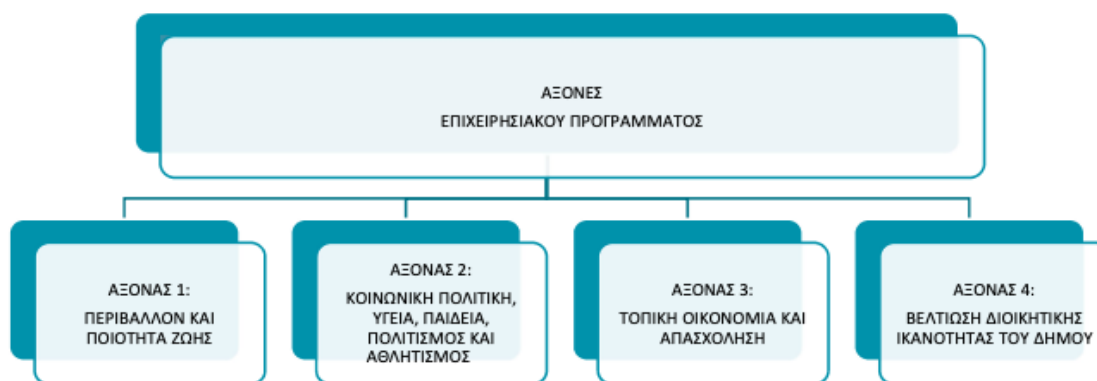 ΑΞΟΝΕΣ
ΕΠΙΧΕΙΡΗΣΙΑΚΟΥ ΠΡΟΓΡΑΜΜΑΤΟΣ
ΑΞΟΝΑΣ 1:
ΠΕΡΙΒΑΛΛΟΝ ΚΑΙ
ΠΟΙΟΤΗΤΑ ΖΩΗΣ
ΑΞΟΝΑΣ 2:
ΚΟΙΝΩΝΙΚΗ ΠΟΛΙΤΙΚΗ,
ΥΓΕΙΑ, ΠΑΙΔΕΙΑ,
ΠΟΛΙΤΙΣΜΟΣ ΚΑΙ
ΑΘΛΗΤΙΣΜΟΣ
ΑΞΟΝΑΣ 3:
ΤΟΠΙΚΗ ΟΙΚΟΝΟΜΙΑ ΚΑΙ
ΑΠΑΣΧΟΛΗΣΗ
ΑΞΟΝΑΣ 4:
ΒΕΛΤΙΩΣΗ ΔΙΟΙΚΗΤΙΚΗΣ
ΙΚΑΝΟΤΗΤΑΣ ΤΟΥ ΔΗΜΟΥ